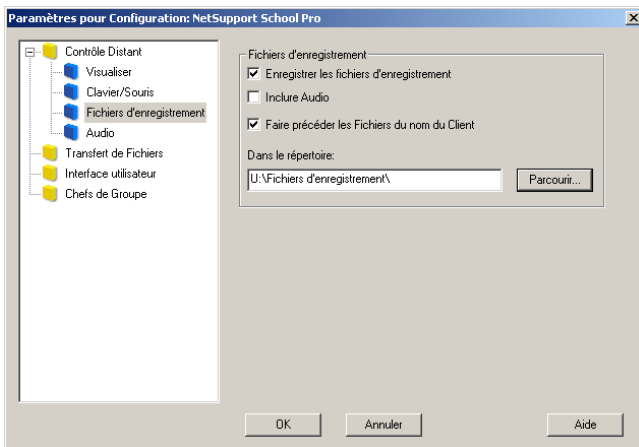 Paramètres pour Configuration: NetSupport School Pro
Contrôle Distant
Visualiser
Clavier/Souris
Fichiers d'enregistrement
Audio
Transfert de Fichiers
Interface utilisateur
Chefs de Groupe
Fichiers d'enregistrement
Enregistrer les fichiers d'enregistrement
Inclure Audio
Faire précéder les Fichiers du nom du Client
Dans le répertoire:
U:\Fichiers d'enregistrement\
Parcourir...
OK
Annuler
Aide